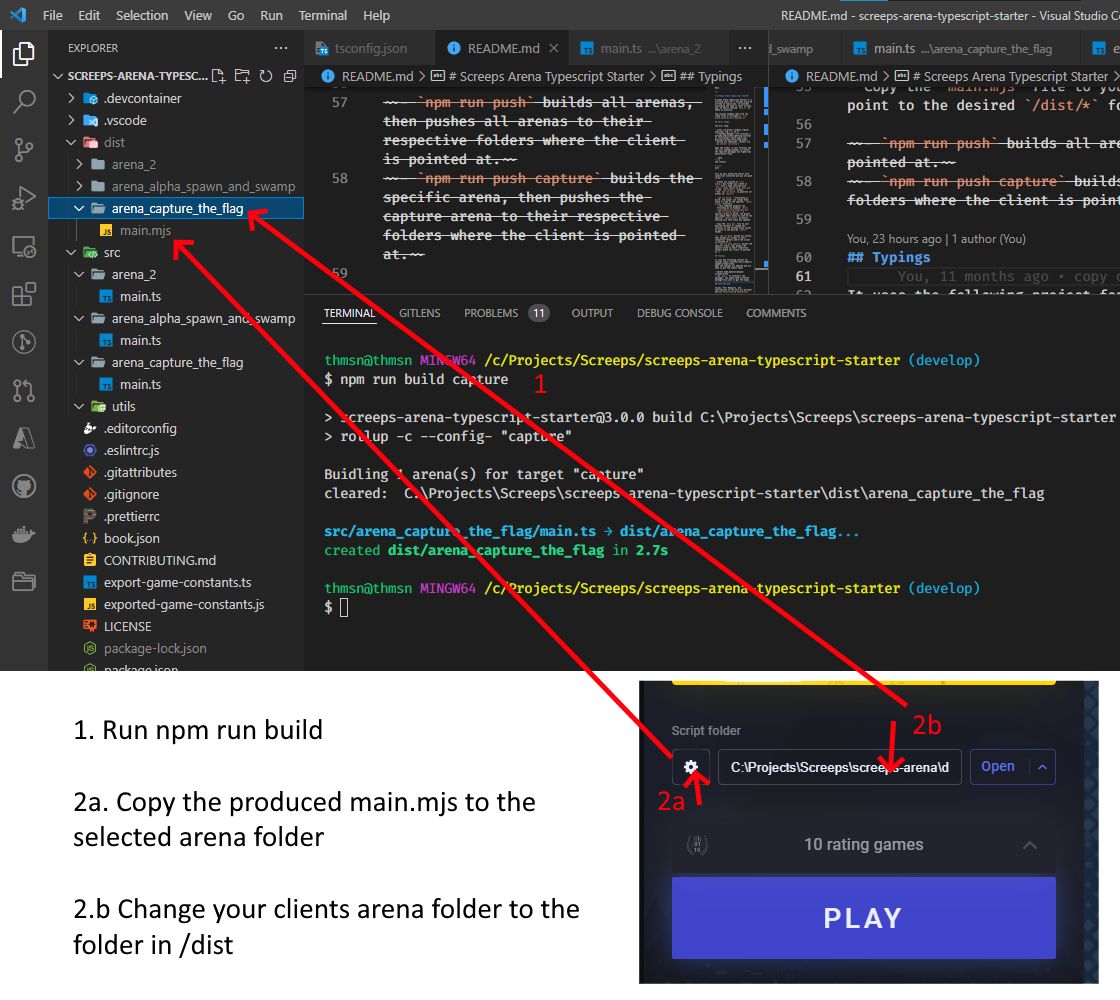 File Edit Selection View Go Run Terminal Help
README.md - screeps-arena-typescript-starter - Visual Studio Co
EXPLORER
SCREEPS-ARENA-TYPESC...
.devcontainer
.vscode
dist
arena_2
arena_alpha_spawn_and_swamp
arena_capture_the_flag
main.mjs
src
arena_2
main.ts
arena_alpha_spawn_and_swamp
main.ts
arena_capture_the_flag
main.ts
utils
.editorconfig
.eslintrc.js
.gitattributes
.gitignore
.prettierrc
book.json
CONTRIBUTING.md
export-game-constants.ts
exported-game-constants.js
LICENSE
package-lock.json
package.json
tsconfig.json
README.md
main.ts ...\arena_2
README.md > # Screeps Arena Typescript Starter > ## Typings
57 - `npm run push` builds all arenas,
then pushes all arenas to their
respective folders where the client
is pointed at.
58 - `npm run push capture` builds the
specific arena, then pushes the
capture arena to their respective
folders where the client is pointed
at.
59
l_swamp
main.ts ...\arena_capture_the_flag
README.md > # Screeps Arena Typescript Starter
55 Copy the `main.mjs` file to yo
point to the desired `/dist/*` fo
56
57 - `npm run push` builds all are
pointed at.
58 - `npm run push capture` builds
folders where the client is point
59
You, 23 hours ago | 1 author (You)
60 ## Typings
61 You, 11 months ago • copy
62 It uses the following project fo
TERMINAL GITLENS PROBLEMS 11 OUTPUT DEBUG CONSOLE COMMENTS
thmsn@thmsn MINGW64 /c/Projects/Screeps/screeps-arena-typescript-starter (develop)
$ npm run build capture
1
> screeps-arena-typescript-starter@3.0.0 build C:\Projects\Screeps\screeps-arena-typescript-starter
> rollup -c --config- "capture"
Buidling 1 arena(s) for target "capture"
cleared: C:\Projects\Screeps\screeps-arena-typescript-starter\dist\arena_capture_the_flag
src/arena_capture_the_flag/main.ts → dist/arena_capture_the_flag...
created dist/arena_capture_the_flag in 2.7s
thmsn@thmsn MINGW64 /c/Projects/Screeps/screeps-arena-typescript-starter (develop)
$
1. Run npm run build
2a. Copy the produced main.mjs to the
selected arena folder
2.b Change your clients arena folder to the
folder in /dist
Script folder
2b
C:\Projects\Screeps\screeps-arena\d
Open
2a
10 rating games
PLAY